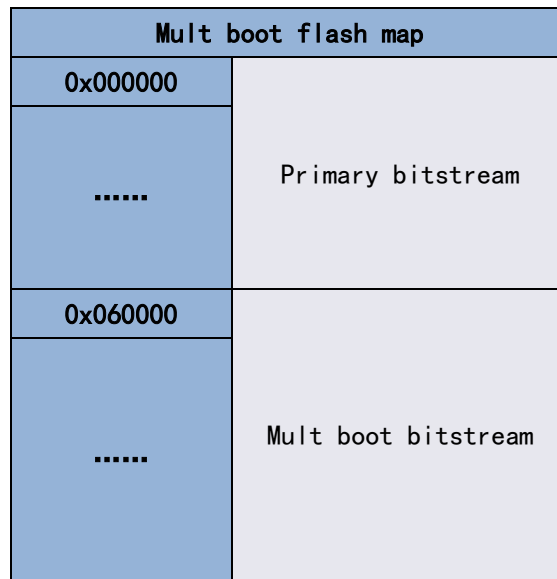 Mult boot flash map
0x000000
Primary bitstream
......
0x060000
Mult boot bitstream
......